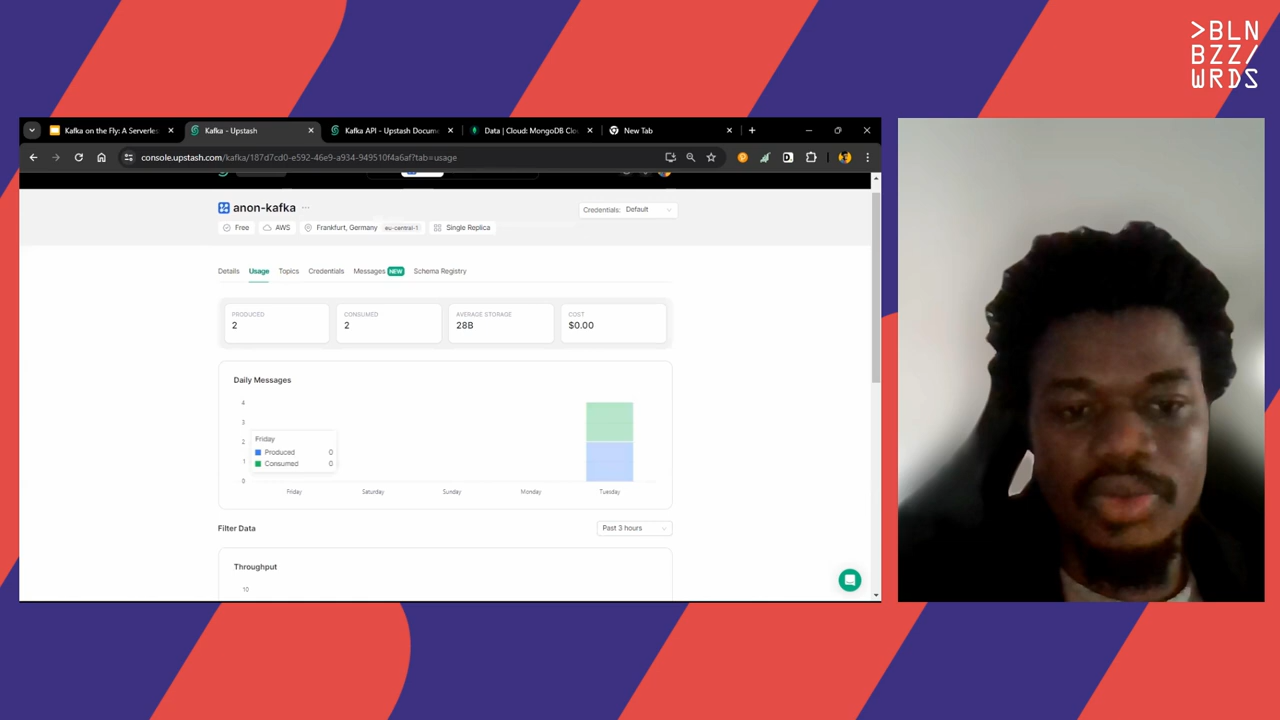 >BLN
BZZ/
WRDS
Kafka on the Fly: A Serverles
Kafka - Upstash
Kafka API - Upstash Docume
Data | Cloud: MongoDB Clo
New Tab
console.upstash.com/kafka/187d7cd0-e592-46e9-a934-949510f4a6af?tab=usage
anon-kafka
Credentials: Default
Free
AWS
Frankfurt, Germany eu-central-1
Single Replica
Details
Usage
Topics
Credentials
Messages NEW
Schema Registry
PRODUCED
2
CONSUMED
2
AVERAGE STORAGE
28B
COST
$0.00
Daily Messages
4
3
2
1
0
Friday
Produced 0
Consumed 0
Friday
Saturday
Sunday
Monday
Tuesday
Filter Data
Past 3 hours
Throughput
10